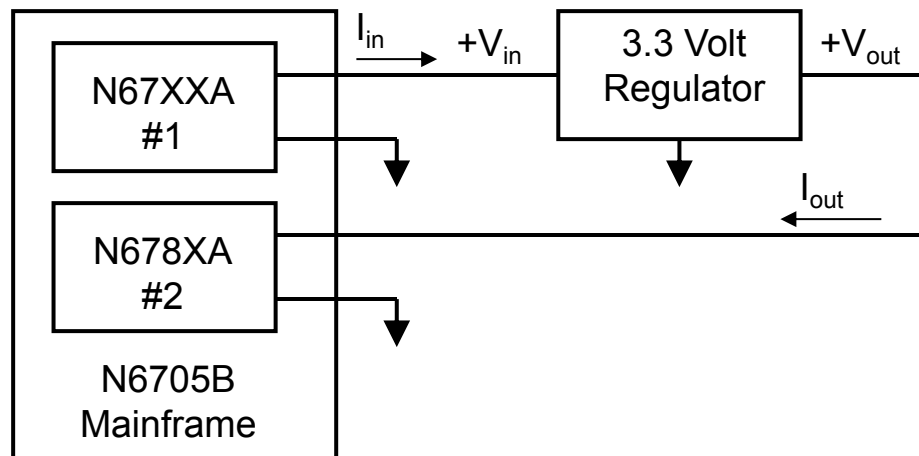 I_in
+V_in
3.3 Volt
Regulator
+V_out
N67XXA
#1
I_out
N678XA
#2
N6705B
Mainframe